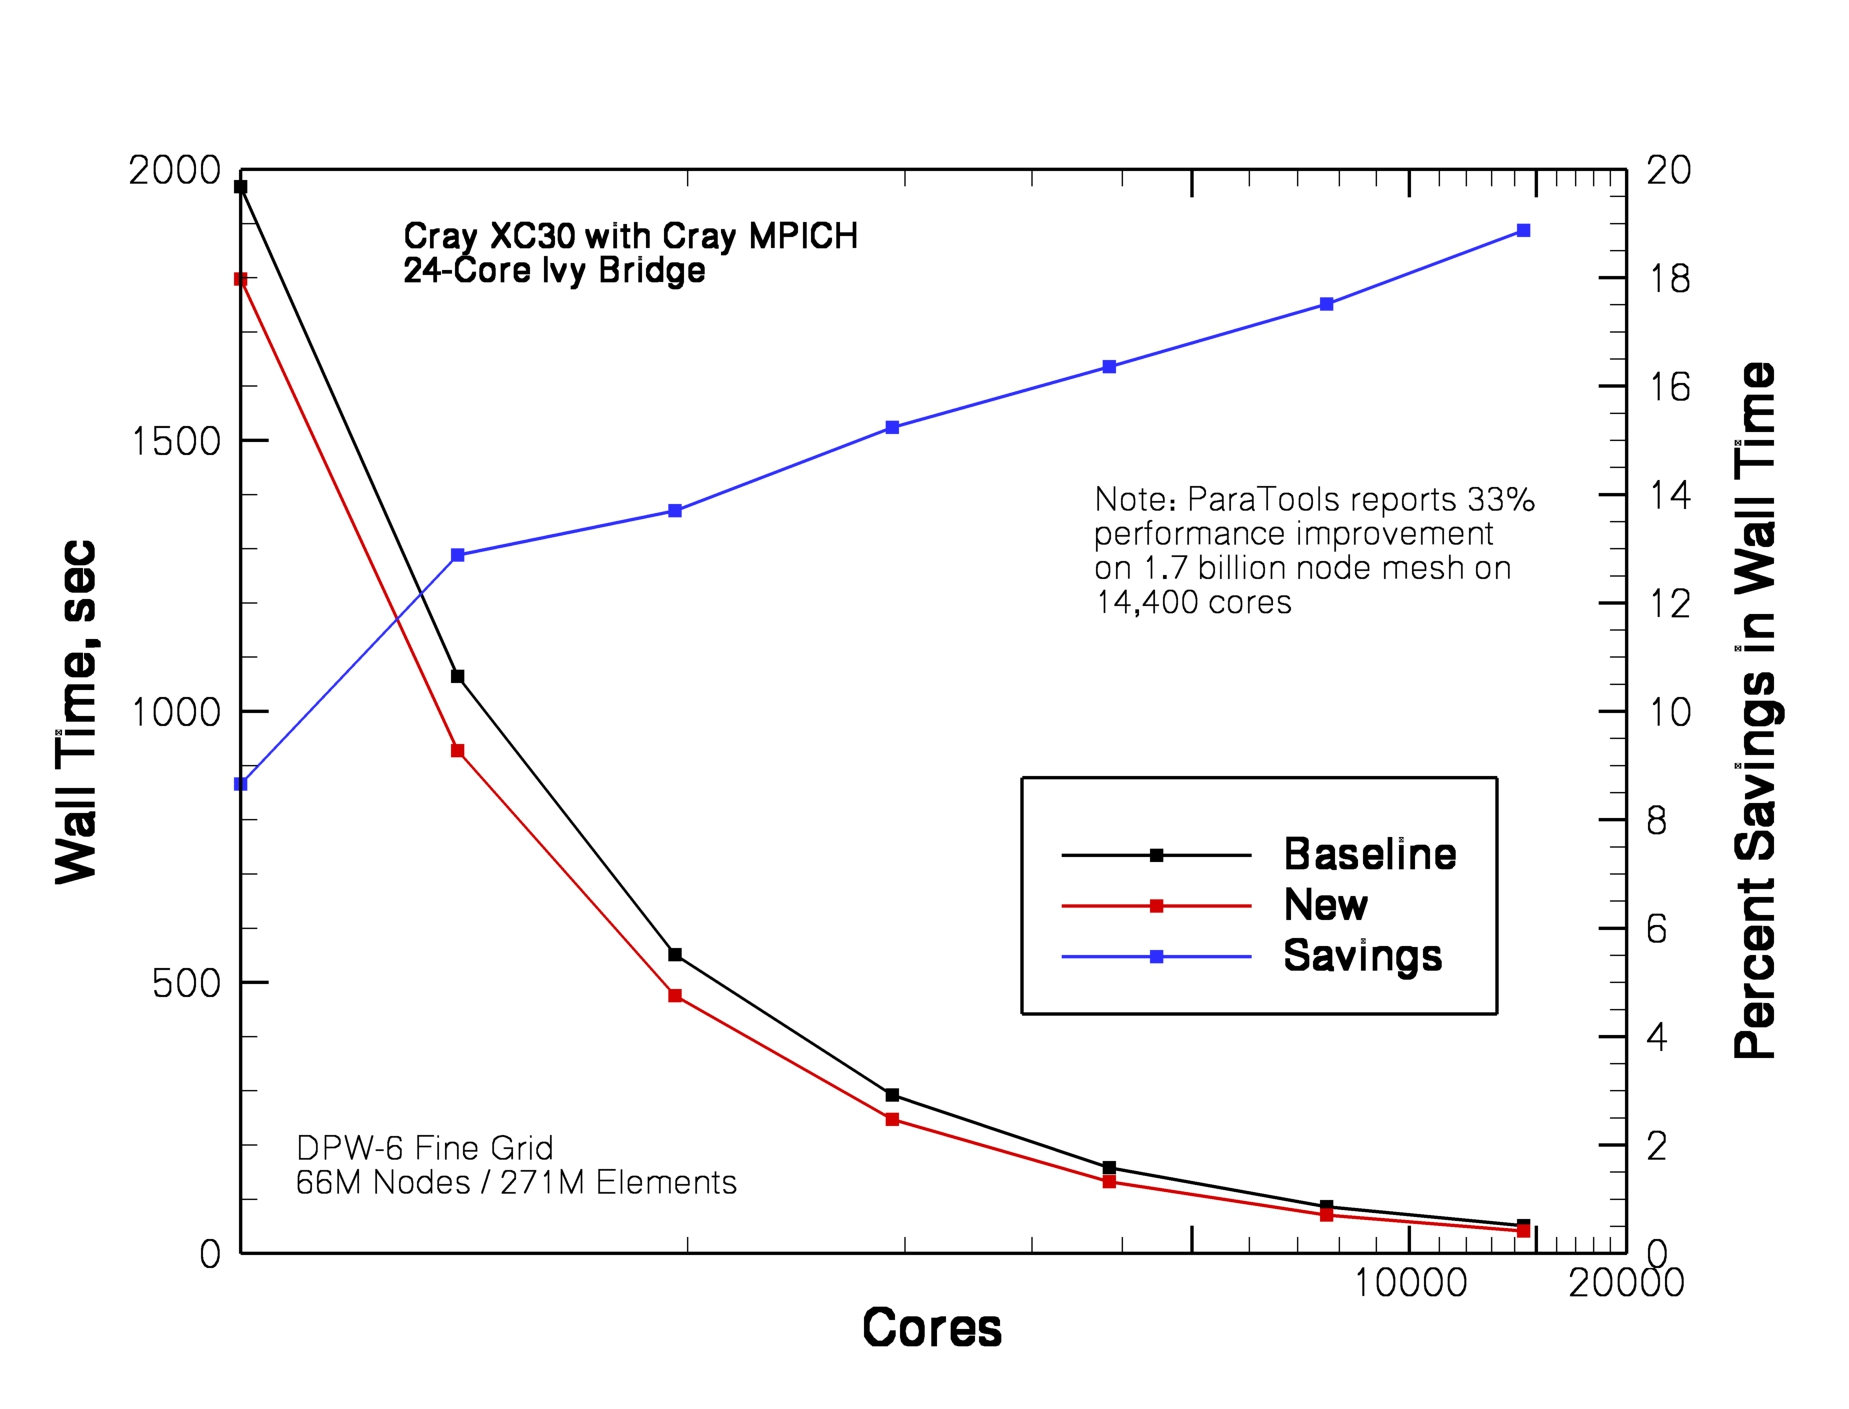 2000
20
Cray XC30 with Cray MPICH
24-Core Ivy Bridge
18
16
1500
14
Note: ParaTools reports 33%
performance improvement
on 1.7 billion node mesh on
14,400 cores
12
1000
10
Wall Time, sec
Percent Savings in Wall Time
8
Baseline
New
Savings
6
500
4
DPW-6 Fine Grid
66M Nodes / 271M Elements
2
0
0
10000
20000
Cores